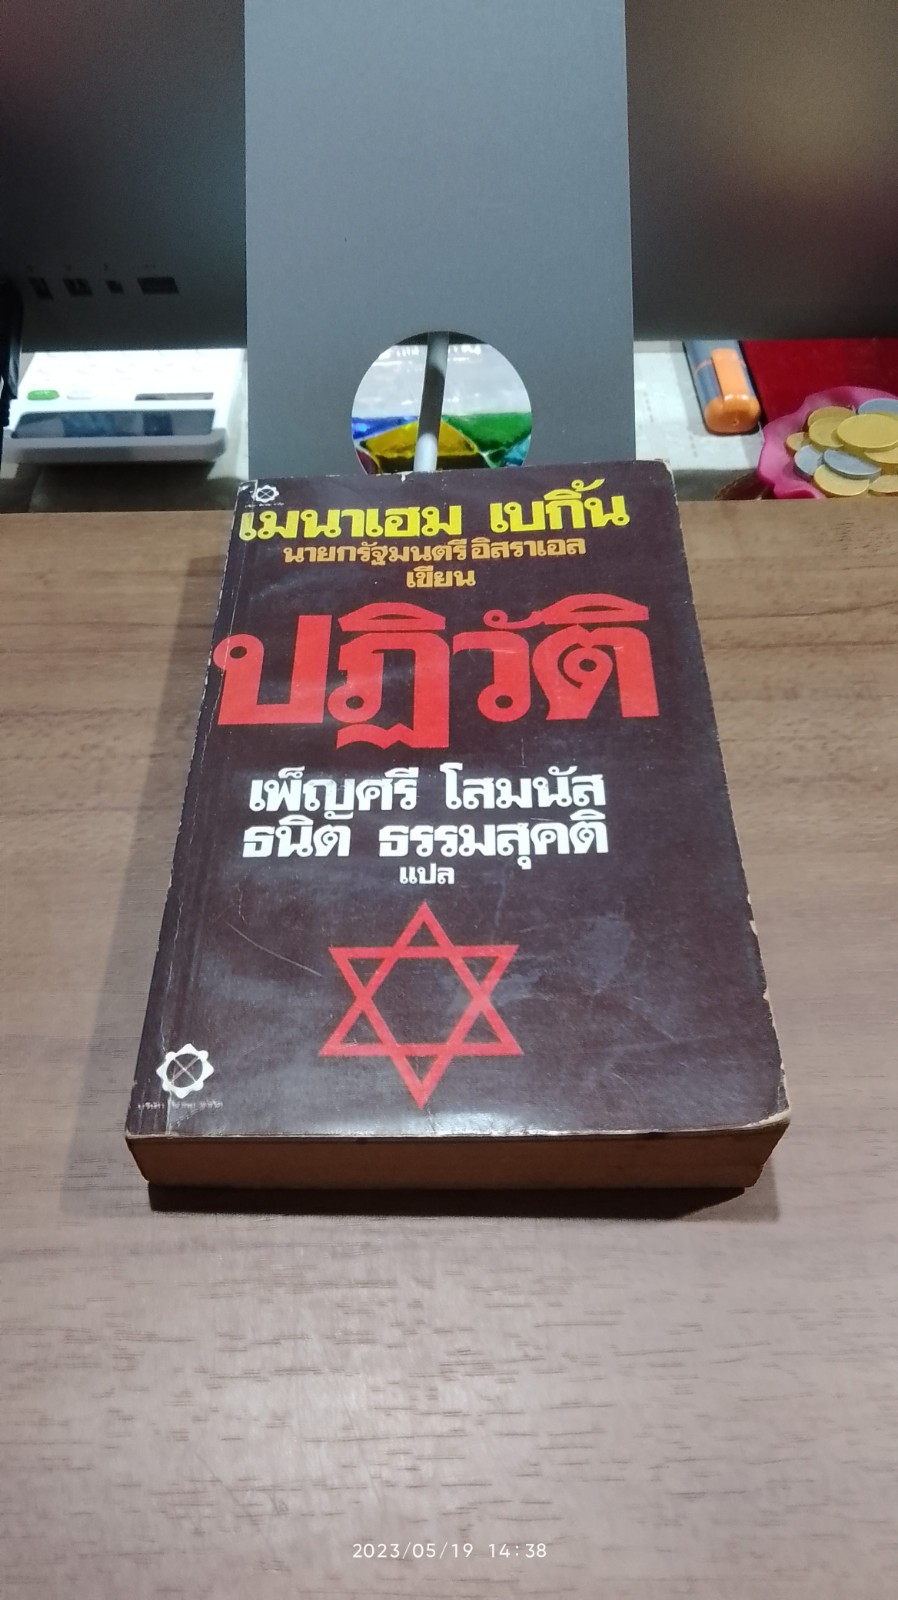 เมนาเฮม เบกิ้น
นายกรัฐมนตรีอิสราเอล
เขียน
ปฏิวัติ
เพ็ญศรี โสมนัส
ธนิต ธรรมสุคติ
แปล
2023/05/19 14:38